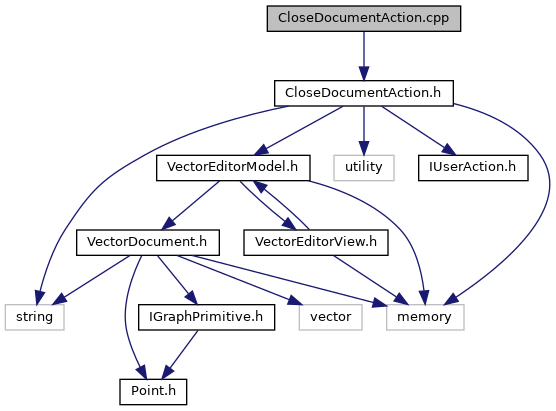 CloseDocumentAction.cpp
CloseDocumentAction.h
VectorEditorModel.h
utility
IUserAction.h
VectorDocument.h
VectorEditorView.h
string
IGraphPrimitive.h
vector
memory
Point.h